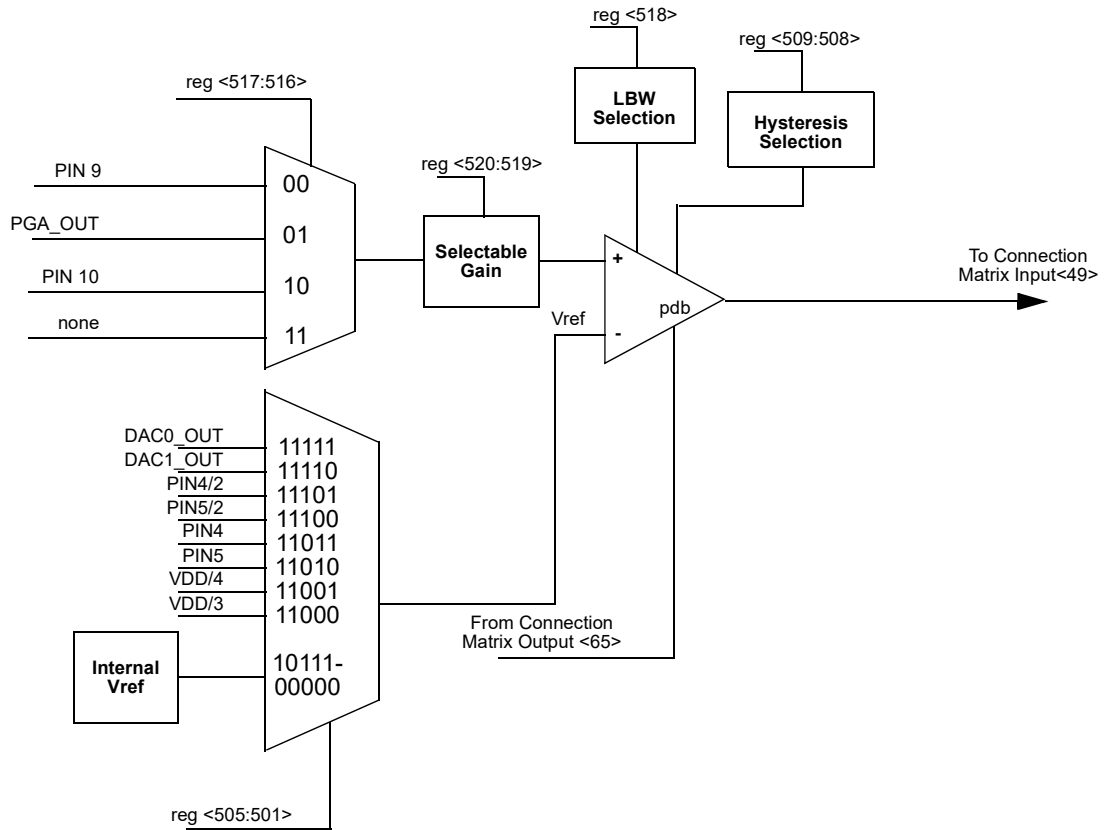 reg <518>
reg <509:508>
reg <517:516>
LBW
Selection
Hysteresis
Selection
PIN 9
00
reg <520:519>
PGA_OUT
01
Selectable
Gain
+
To Connection
Matrix Input<49>
PIN 10
10
pdb
none
11
Vref
-
DAC0_OUT
11111
DAC1_OUT
11110
PIN4/2
11101
PIN5/2
11100
PIN4
11011
PIN5
11010
VDD/4
11001
VDD/3
11000
From Connection
Matrix Output <65>
Internal
Vref
10111-
00000
reg <505:501>